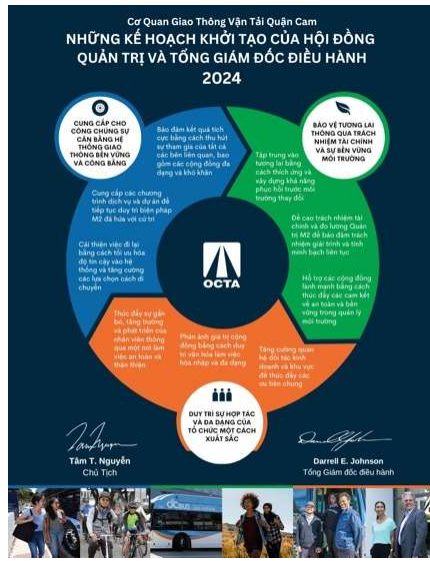 Cơ Quan Giao Thông Vận Tải Quận Cam
NHỮNG KẾ HOẠCH KHỞI TẠO CỦA HỘI ĐỒNG
QUẢN TRỊ VÀ TỔNG GIÁM ĐỐC ĐIỀU HÀNH
2024
CUNG CẤP CHO
CÔNG CHÚNG SỰ
CÂN BẰNG HỆ
THỐNG GIAO
THÔNG BỀN VỮNG
VÀ CÔNG BẰNG
Bảo đảm kết quả tích
cực bằng cách thu hút
sự tham gia của tất cả
các bên liên quan, bao
gồm các cộng đồng đa
dạng và khó khăn
Cung cấp các chương
trình dịch vụ và dự án để
tiếp tục duy trì biện pháp
M2 đã hứa với cử tri
Cải thiện việc đi lại
bằng cách tối ưu hóa
độ tin cậy vào hệ
thống và tăng cường
các lựa chọn cách di
chuyển
BẢO VỆ TƯƠNG LAI
THÔNG QUA TRÁCH
NHIỆM TÀI CHÍNH
VÀ SỰ BỀN VỮNG
MÔI TRƯỜNG
Tập trung vào
tương lai bằng
cách thích ứng và
xây dựng khả năng
phục hồi trước môi
trường thay đổi
Đề cao trách nhiệm tài
chính và đo lường Quản
trị M2 để bảo đảm trách
nhiệm giải trình và tính
minh bạch liên tục
Hỗ trợ các cộng đồng
lành mạnh bằng cách
thúc đẩy các cam kết
về an toàn và bền
vững trong quản lý
môi trường
OCTA
Thúc đẩy sự gắn
bó, tăng trưởng
và phát triển của
nhân viên thông
qua một nơi làm
việc an toàn và
thân thiện
Phản ánh giá trị cộng
đồng bằng cách duy
trì văn hóa làm việc
hòa nhập và đa dạng
Tăng cường quan
hệ đối tác kinh
doanh và khu vực
để thúc đẩy các
ưu tiên chung
DUY TRÌ SỰ HỢP TÁC
VÀ ĐA DẠNG CỦA
TỔ CHỨC MỘT CÁCH
XUẤT SẮC
Tâm T. Nguyễn
Chủ Tịch
Darrell E. Johnson
Tổng Giám đốc điều hành